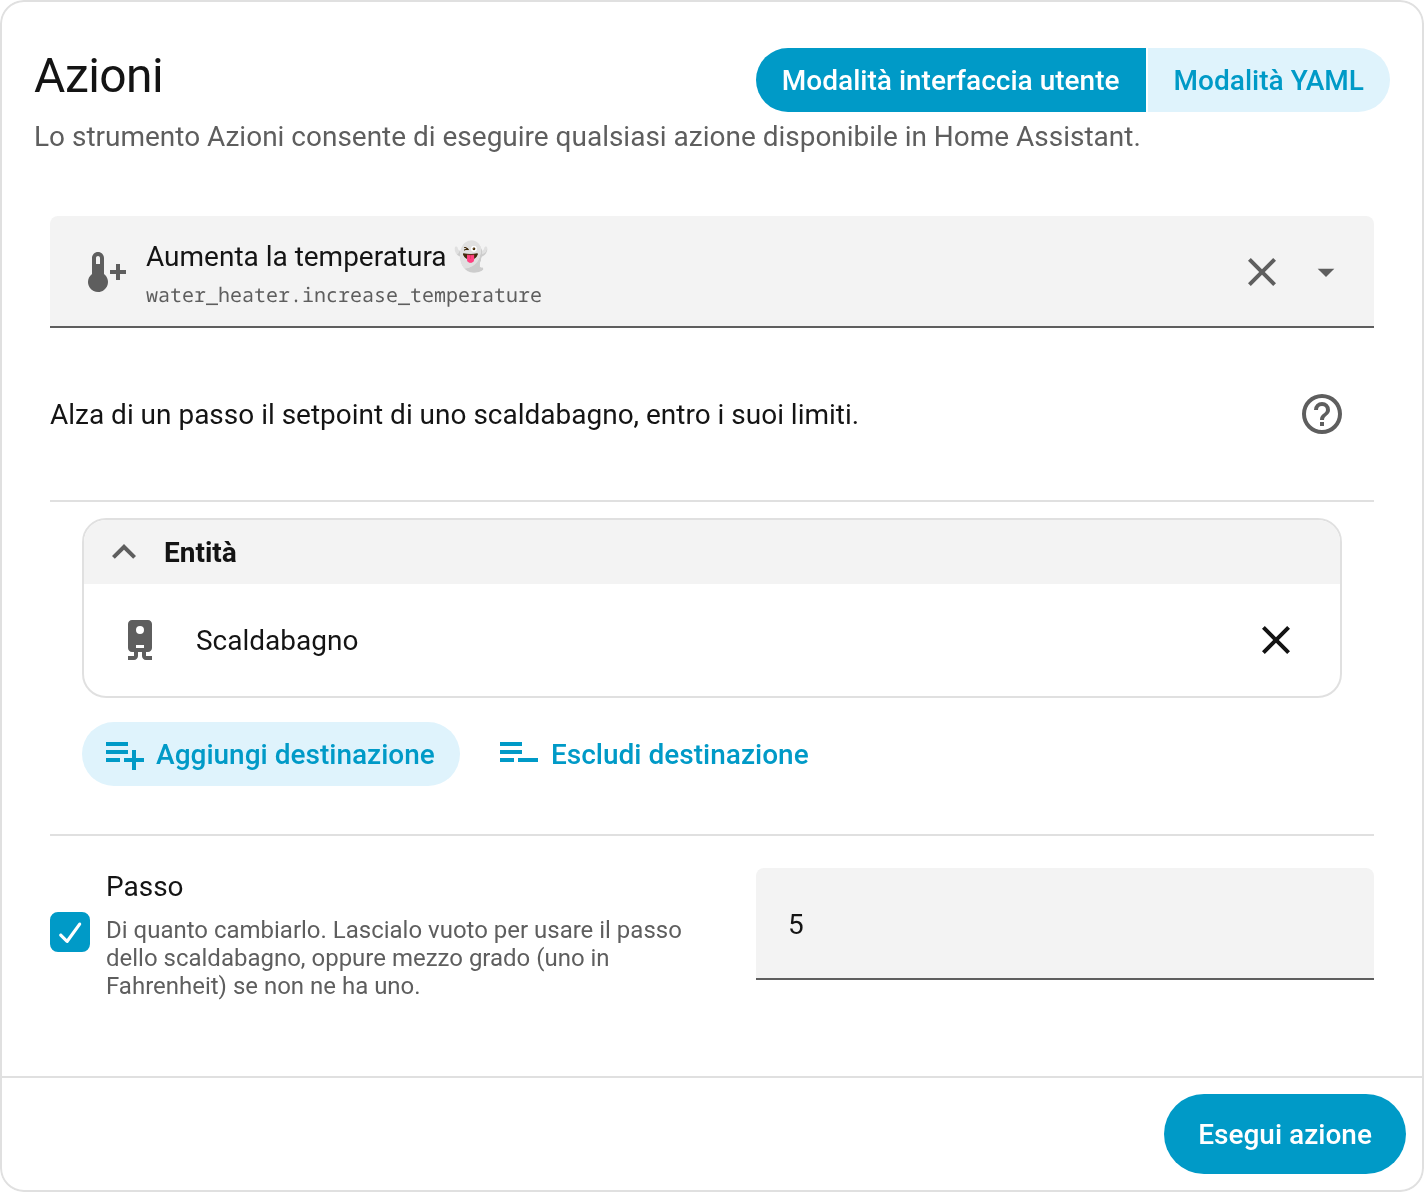 Azioni
Modalità interfaccia utente
Modalità YAML
Lo strumento Azioni consente di eseguire qualsiasi azione disponibile in Home Assistant.
Aumenta la temperatura 👻
water_heater.increase_temperature
Alza di un passo il setpoint di uno scaldabagno, entro i suoi limiti.
Entità
Scaldabagno
Aggiungi destinazione
Escludi destinazione
Passo
Di quanto cambiarlo. Lascialo vuoto per usare il passo
dello scaldabagno, oppure mezzo grado (uno in
Fahrenheit) se non ne ha uno.
5
Esegui azione